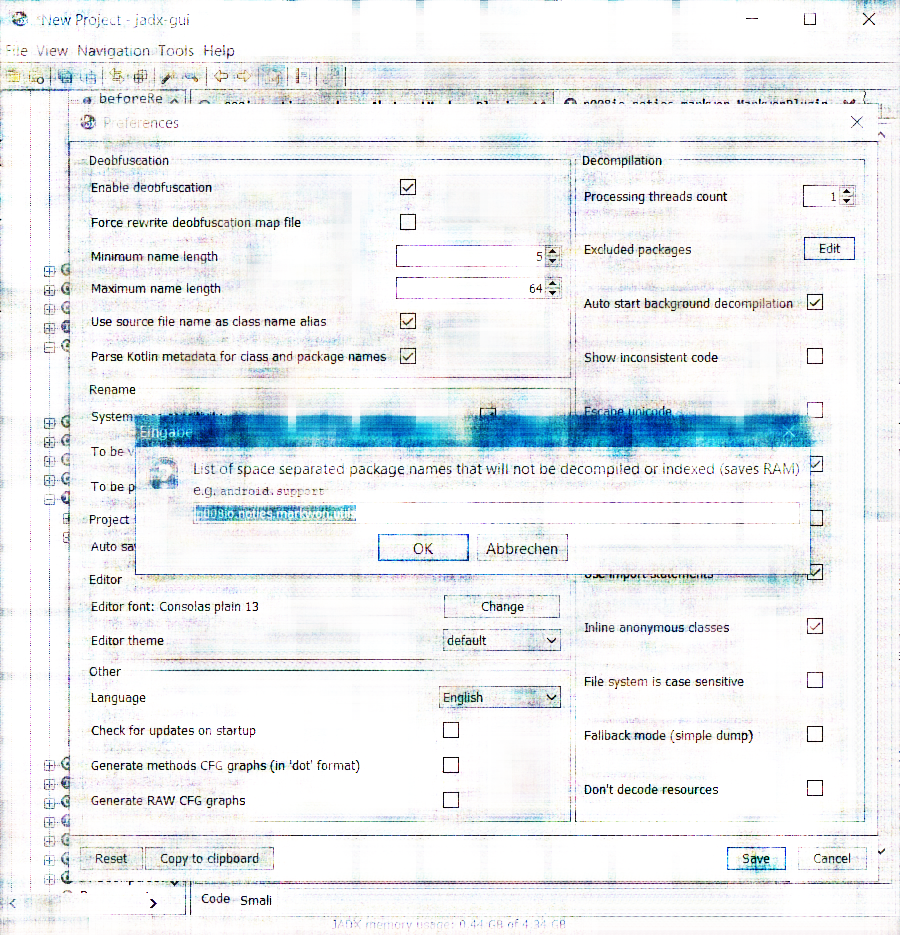 New Project - jadx-gui
File View Navigation Tools Help
beforeRe
Preferences
Deobfuscation
Enable deobfuscation
Force rewrite deobfuscation map file
Minimum name length 5
Maximum name length 64
Use source file name as class name alias
Parse Kotlin metadata for class and package names
Rename
System
To be
To be p
Project
Auto sa
Editor
Editor font: Consolas plain 13 Change
Editor theme default
Other
Language English
Check for updates on startup
Generate methods CFG graphs (in 'dot' format)
Generate RAW CFG graphs
Decompilation
Processing threads count 1
Excluded packages Edit
Auto start background decompilation
Show inconsistent code
Escape unicode
Use import statements
Inline anonymous classes
File system is case sensitive
Fallback mode (simple dump)
Don't decode resources
Eingabe
List of space separated package names that will not be decompiled or indexed (saves RAM)
e.g. android.support
OK Abbrechen
Reset Copy to clipboard Save Cancel
Code Smali
JADX memory usage: 0.44 GB of 4.34 GB